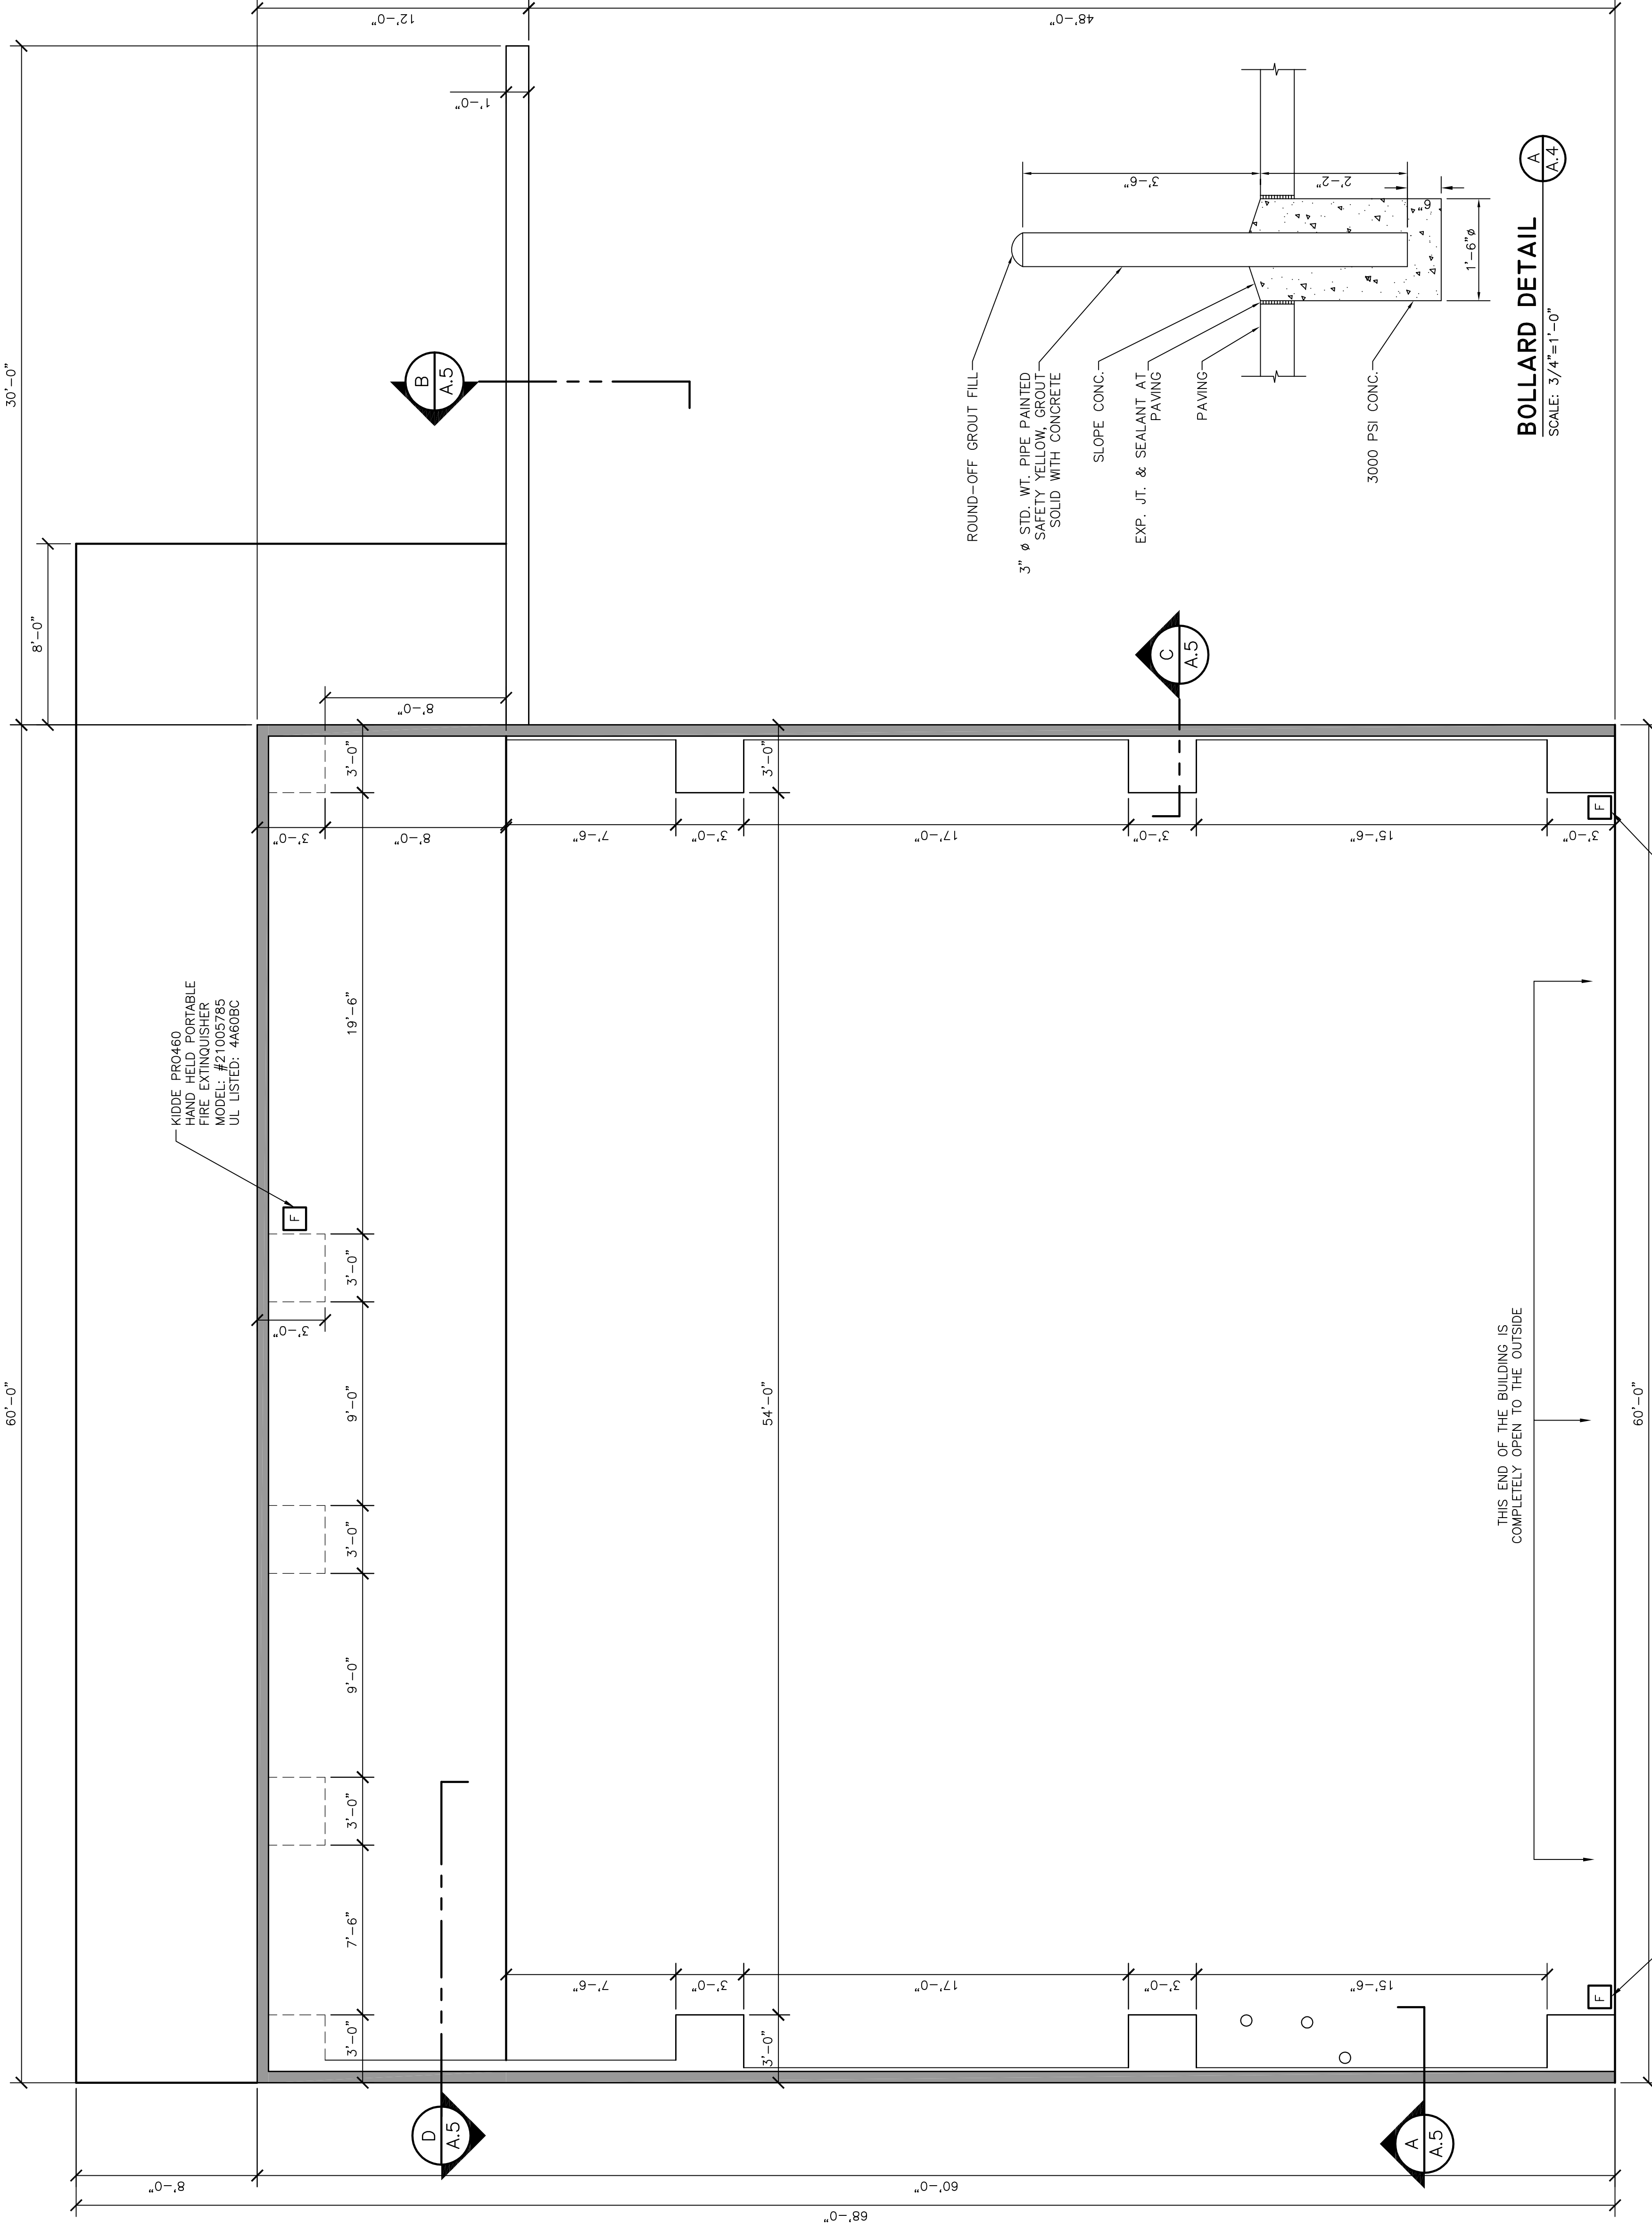 60'-0"
30'-0"
8'-0"
12'-0"
48'-0"
1'-0"
KIDDE PRO460
HAND HELD PORTABLE
FIRE EXTINQUISHER
MODEL: #21005785
UL LISTED: 4A60BC
F
3'-0"
7'-6"
3'-0"
9'-0"
3'-0"
9'-0"
3'-0"
19'-6"
3'-0"
3'-0"
3'-0"
8'-0"
8'-0"
B
A.5
D
A.5
3'-0"
54'-0"
3'-0"
7'-6"
3'-0"
17'-0"
3'-0"
15'-6"
7'-6"
3'-0"
17'-0"
3'-0"
15'-6"
3'-0"
C
A.5
A
A.5
ROUND-OFF GROUT FILL
3" ø STD. WT. PIPE PAINTED
SAFETY YELLOW, GROUT
SOLID WITH CONCRETE
SLOPE CONC.
EXP. JT. & SEALANT AT
PAVING
PAVING
3000 PSI CONC.
3'-6"
2'-2"
6"
1'-6"ø
BOLLARD DETAIL
SCALE: 3/4"=1'-0"
A
A.4
THIS END OF THE BUILDING IS
COMPLETELY OPEN TO THE OUTSIDE
F
F
60'-0"
8'-0"
60'-0"
68'-0"